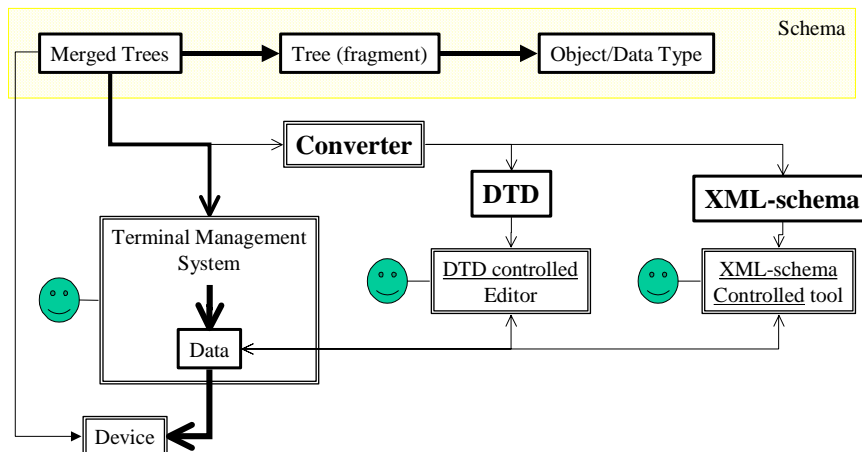 Schema
Merged Trees
Tree (fragment)
Object/Data Type
Converter
DTD
XML-schema
Terminal Management
System
DTD controlled
Editor
XML-schema
Controlled tool
Data
Device